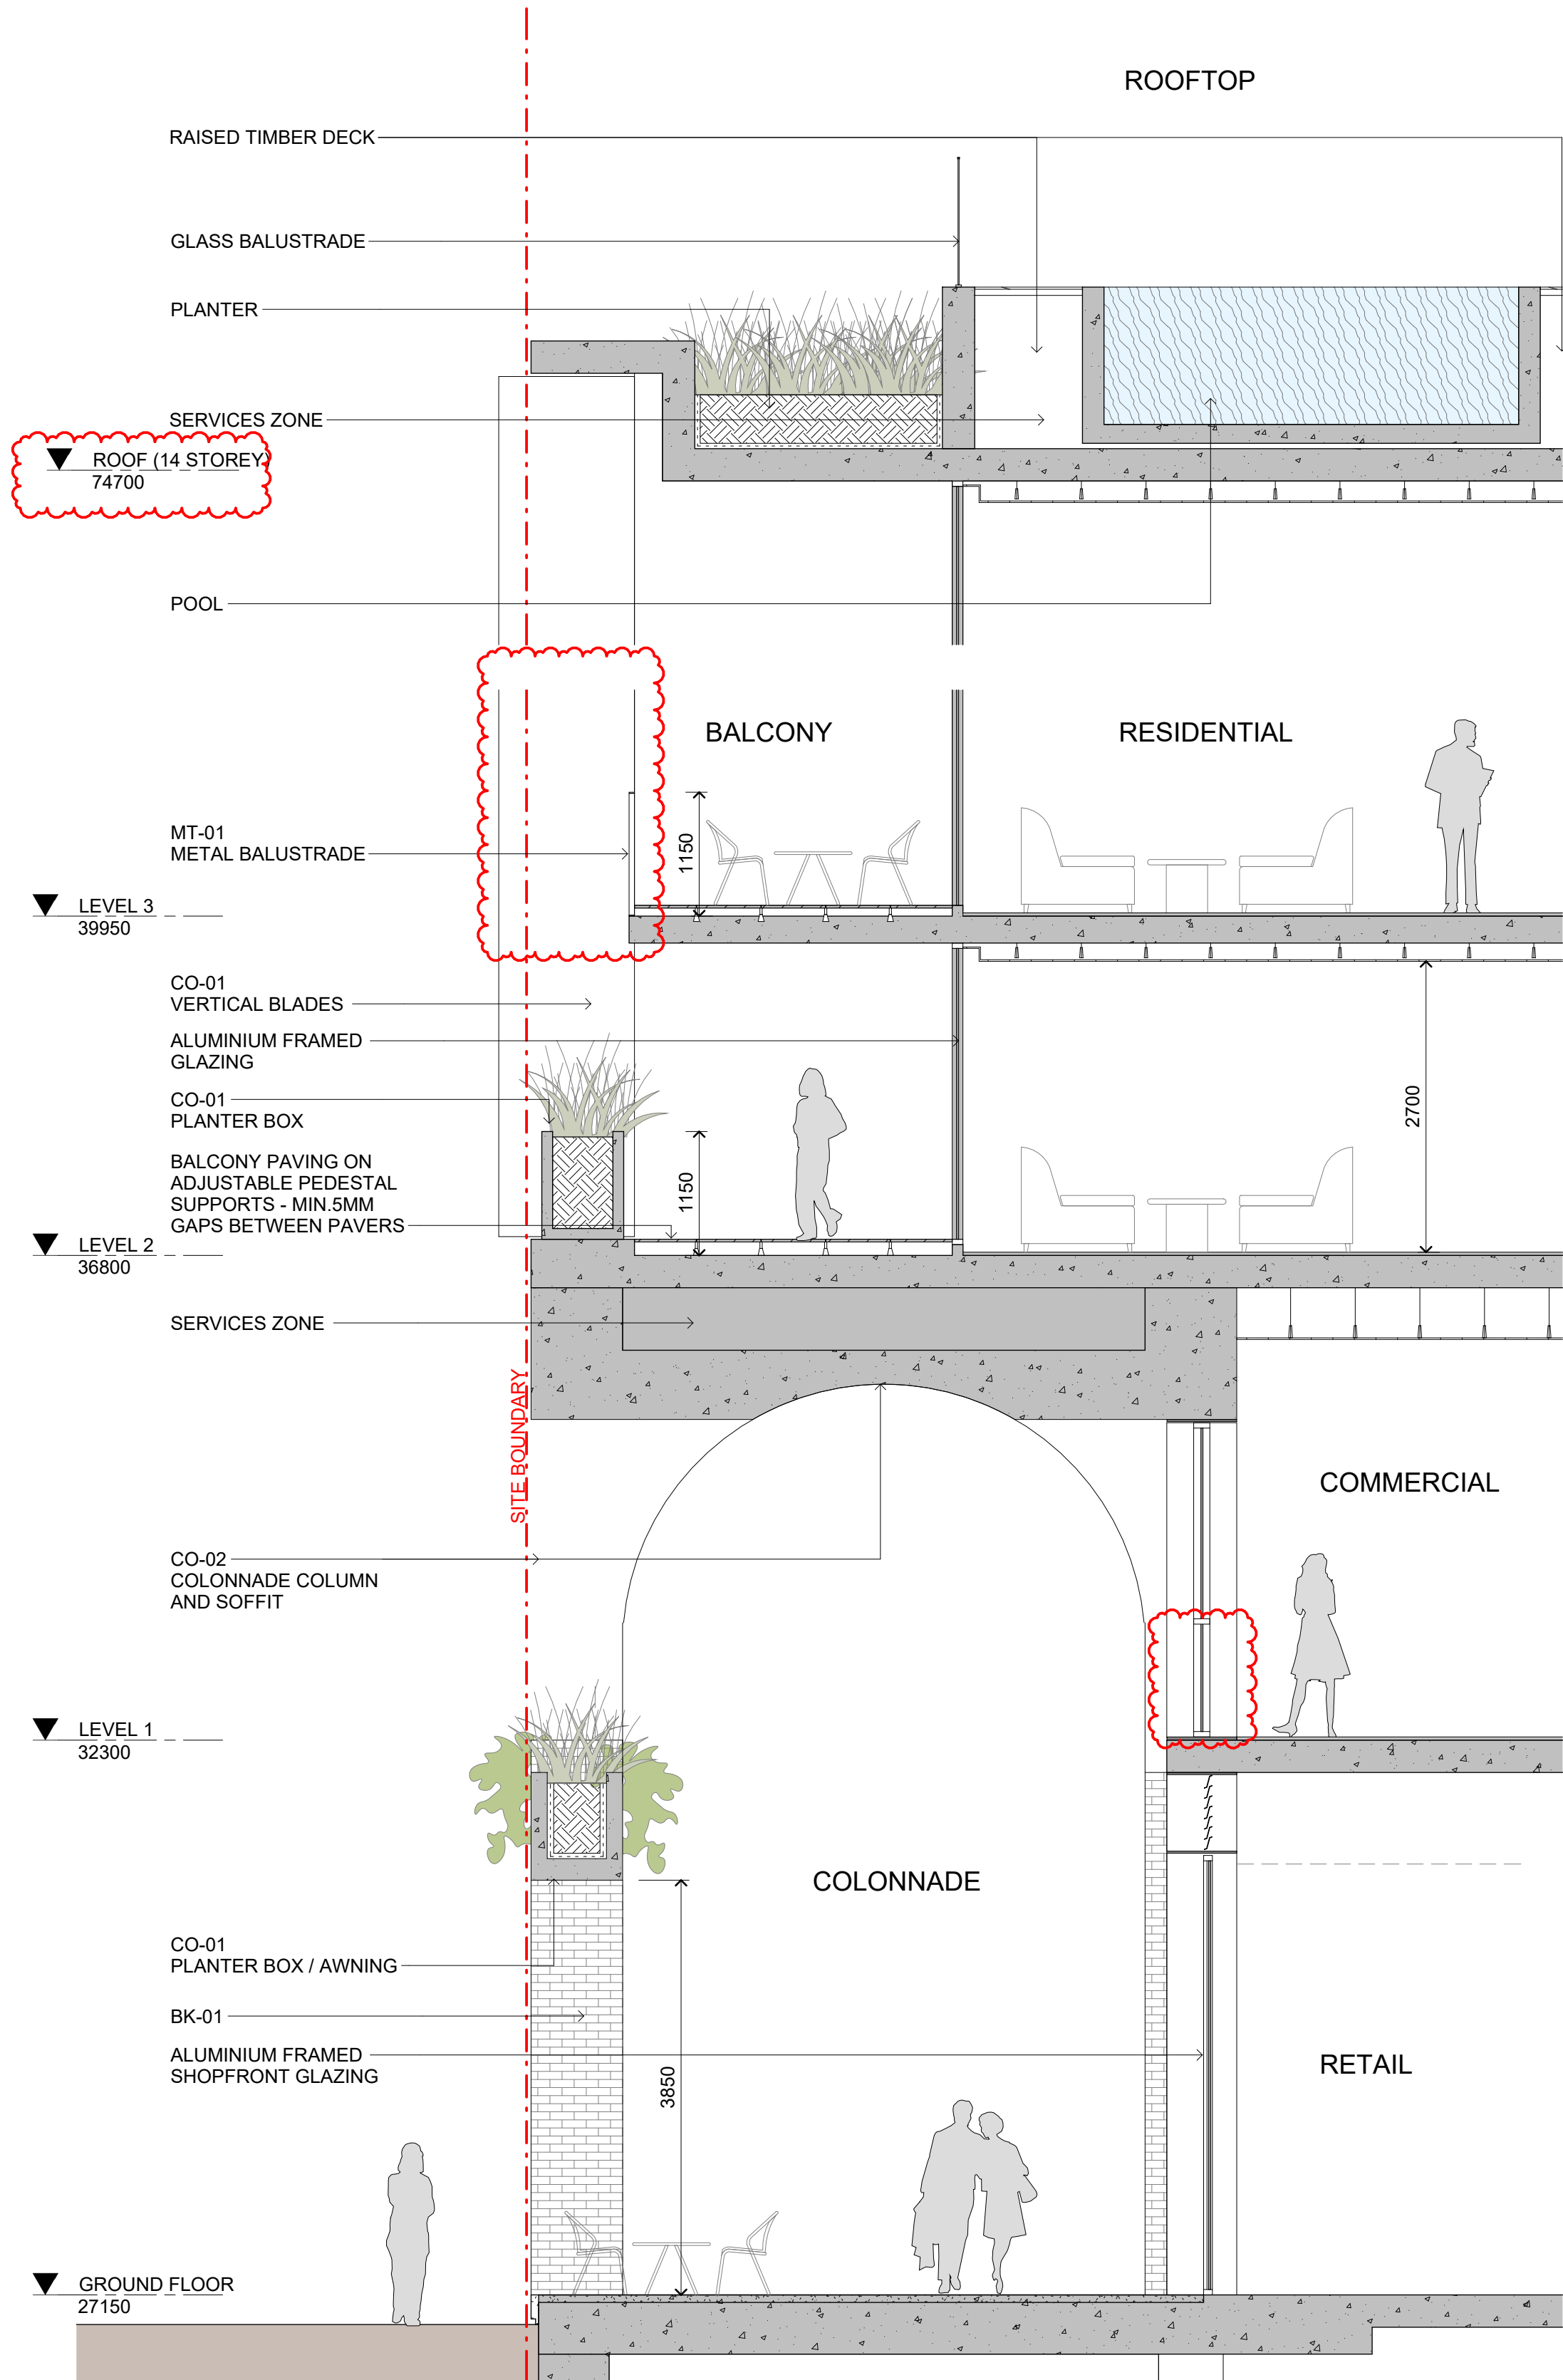 ROOFTOP
RAISED TIMBER DECK
GLASS BALUSTRADE
PLANTER
SERVICES ZONE
ROOF (14 STOREY)
74700
POOL
BALCONY
RESIDENTIAL
MT-01
METAL BALUSTRADE
1150
LEVEL 3
39950
CO-01
VERTICAL BLADES
ALUMINIUM FRAMED
GLAZING
CO-01
PLANTER BOX
2700
BALCONY PAVING ON
ADJUSTABLE PEDESTAL
SUPPORTS - MIN.5MM
GAPS BETWEEN PAVERS
1150
LEVEL 2
36800
SERVICES ZONE
SITE BOUNDARY
COMMERCIAL
CO-02
COLONNADE COLUMN
AND SOFFIT
LEVEL 1
32300
COLONNADE
CO-01
PLANTER BOX / AWNING
BK-01
ALUMINIUM FRAMED
SHOPFRONT GLAZING
3850
RETAIL
GROUND FLOOR
27150